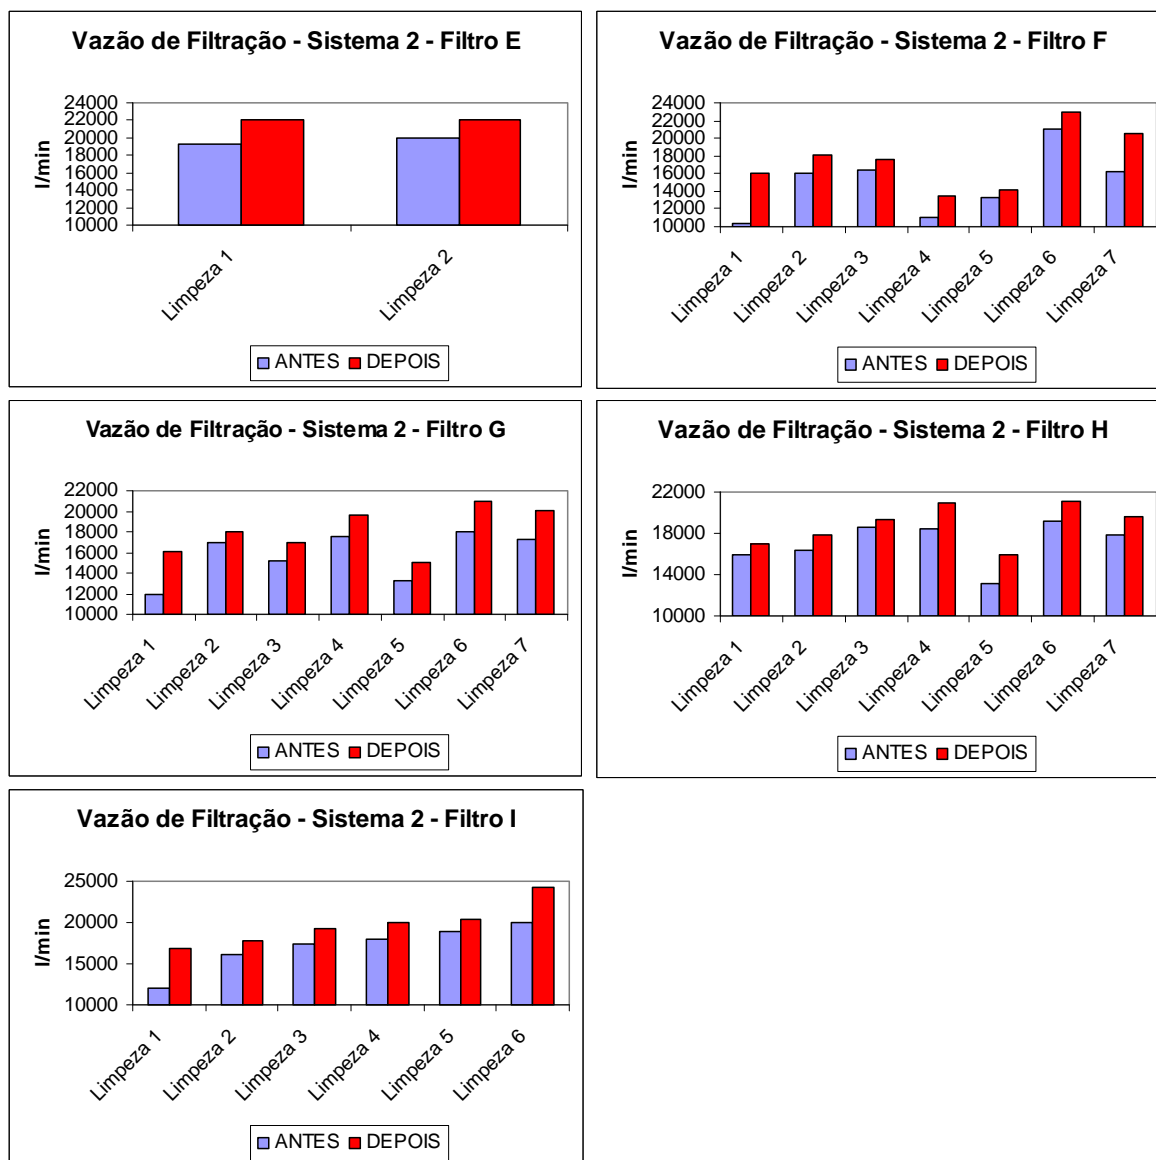 Vazão de Filtração - Sistema 2 - Filtro E
24000
22000
20000
18000
16000
14000
12000
10000
l/min
Limpeza 1
Limpeza 2
ANTES DEPOIS
Vazão de Filtração - Sistema 2 - Filtro F
24000
22000
20000
18000
16000
14000
12000
10000
l/min
Limpeza 1
Limpeza 2
Limpeza 3
Limpeza 4
Limpeza 5
Limpeza 6
Limpeza 7
ANTES DEPOIS
Vazão de Filtração - Sistema 2 - Filtro G
22000
20000
18000
16000
14000
12000
10000
l/min
Limpeza 1
Limpeza 2
Limpeza 3
Limpeza 4
Limpeza 5
Limpeza 6
Limpeza 7
ANTES DEPOIS
Vazão de Filtração - Sistema 2 - Filtro H
22000
18000
14000
10000
l/min
Limpeza 1
Limpeza 2
Limpeza 3
Limpeza 4
Limpeza 5
Limpeza 6
Limpeza 7
ANTES DEPOIS
Vazão de Filtração - Sistema 2 - Filtro I
25000
20000
15000
10000
l/min
Limpeza 1
Limpeza 2
Limpeza 3
Limpeza 4
Limpeza 5
Limpeza 6
ANTES DEPOIS